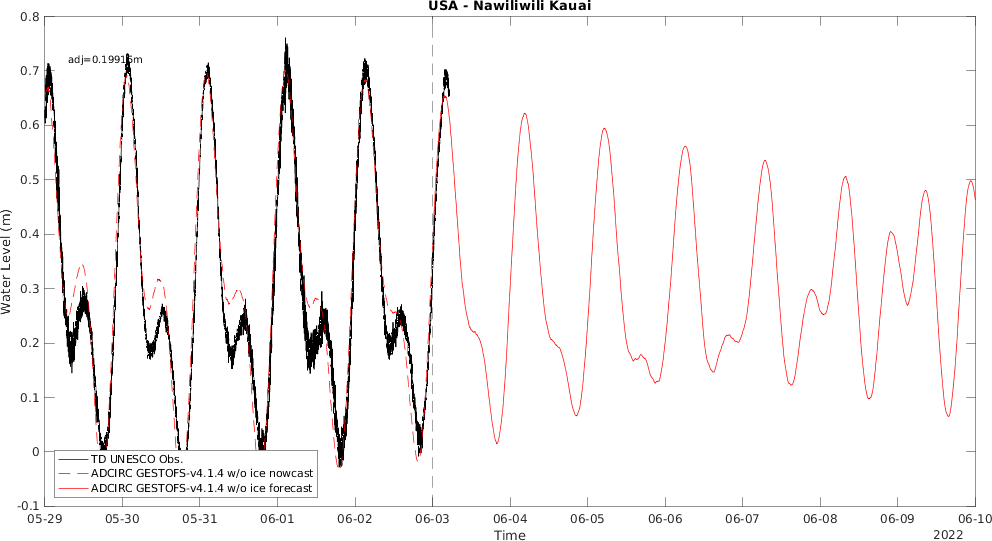 USA - Nawiliwili Kauai
adj=0.19916m
0.8
0.7
0.6
0.5
0.4
0.3
0.2
0.1
0
-0.1
Water Level (m)
TD UNESCO Obs.
ADCIRC GESTOFS-v4.1.4 w/o ice nowcast
ADCIRC GESTOFS-v4.1.4 w/o ice forecast
05-29 05-30 05-31 06-01 06-02 06-03 06-04 06-05 06-06 06-07 06-08 06-09 06-10
Time
2022